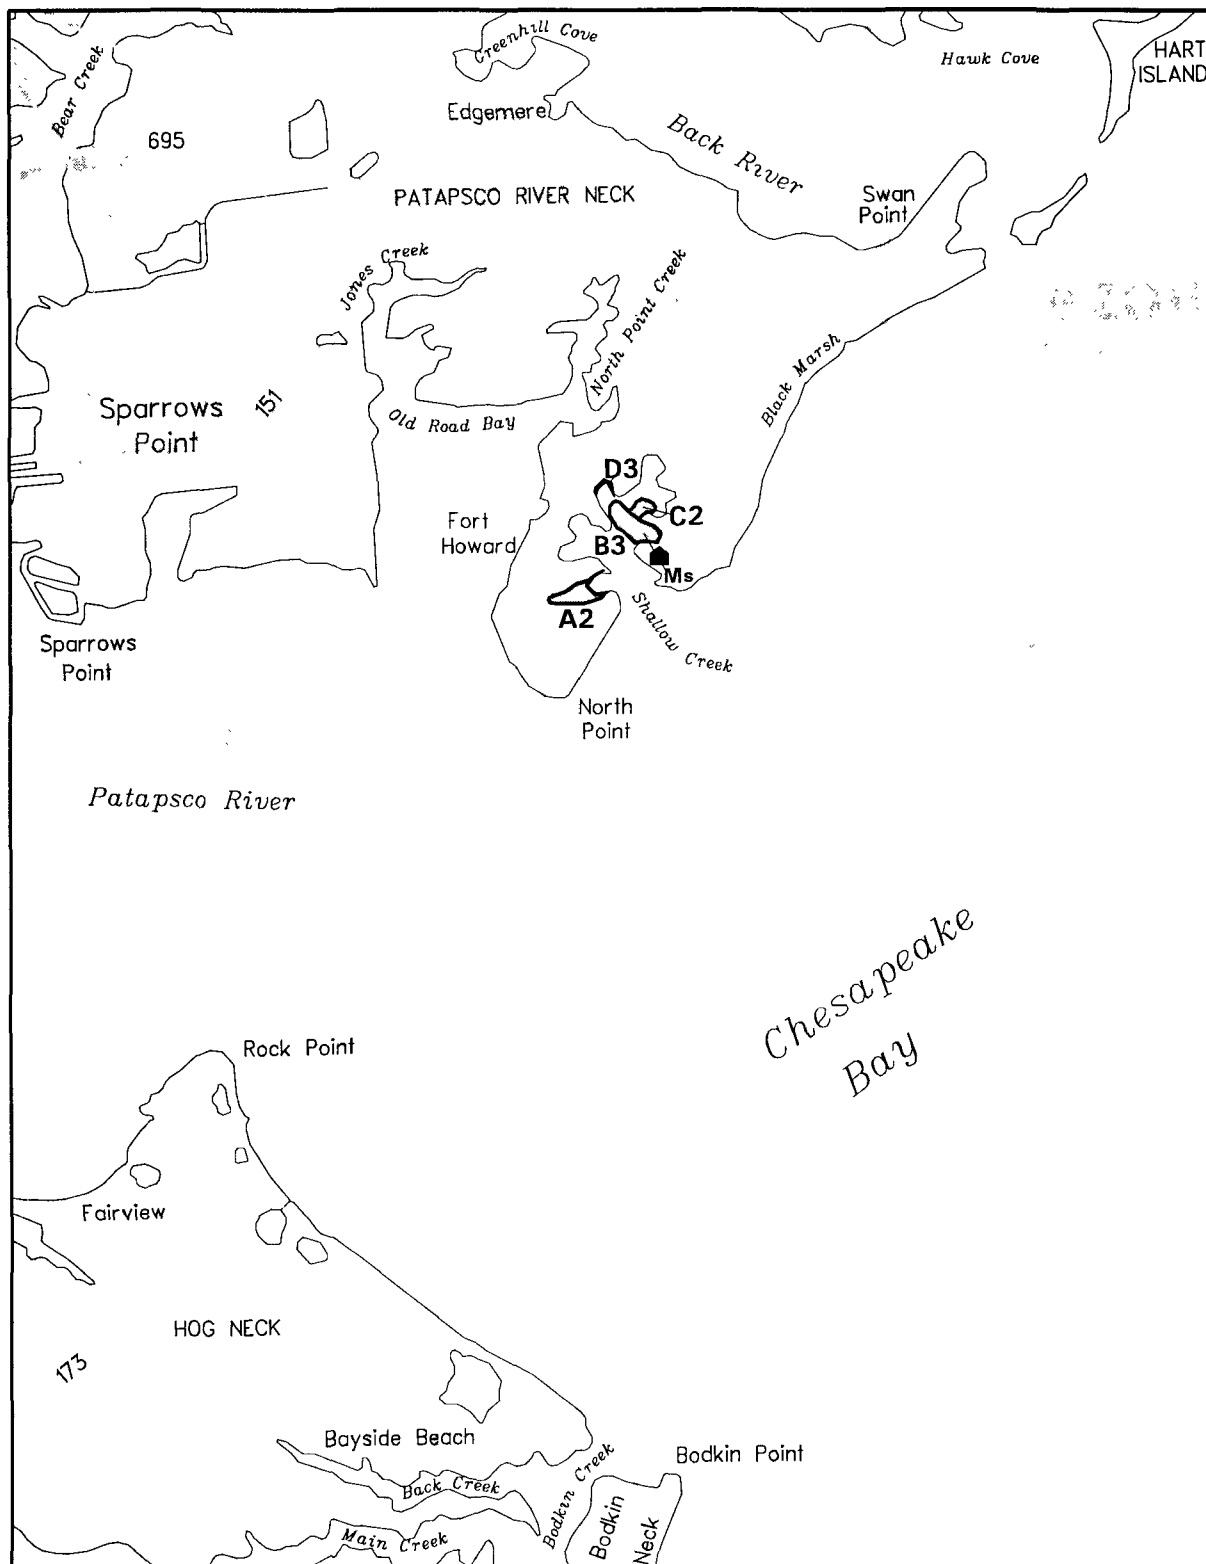 Greenhill Cove
Hawk Cove
HART
ISLAND
Bear Creek
Edgemere
695
Back River
PATAPSCO RIVER NECK
Swan
Point
Jones Creek
North Point Creek
Black Marsh
151
Sparrows
Point
Old Road Bay
D3
C2
Fort
Howard
B3
Ms
A2
Shallow Creek
Sparrows
Point
North
Point
Patapsco River
Chesapeake
Bay
Rock Point
Fairview
HOG NECK
173
Bayside Beach
Bodkin Point
Back Creek
Bodkin Creek
Main Creek
Bodkin
Neck